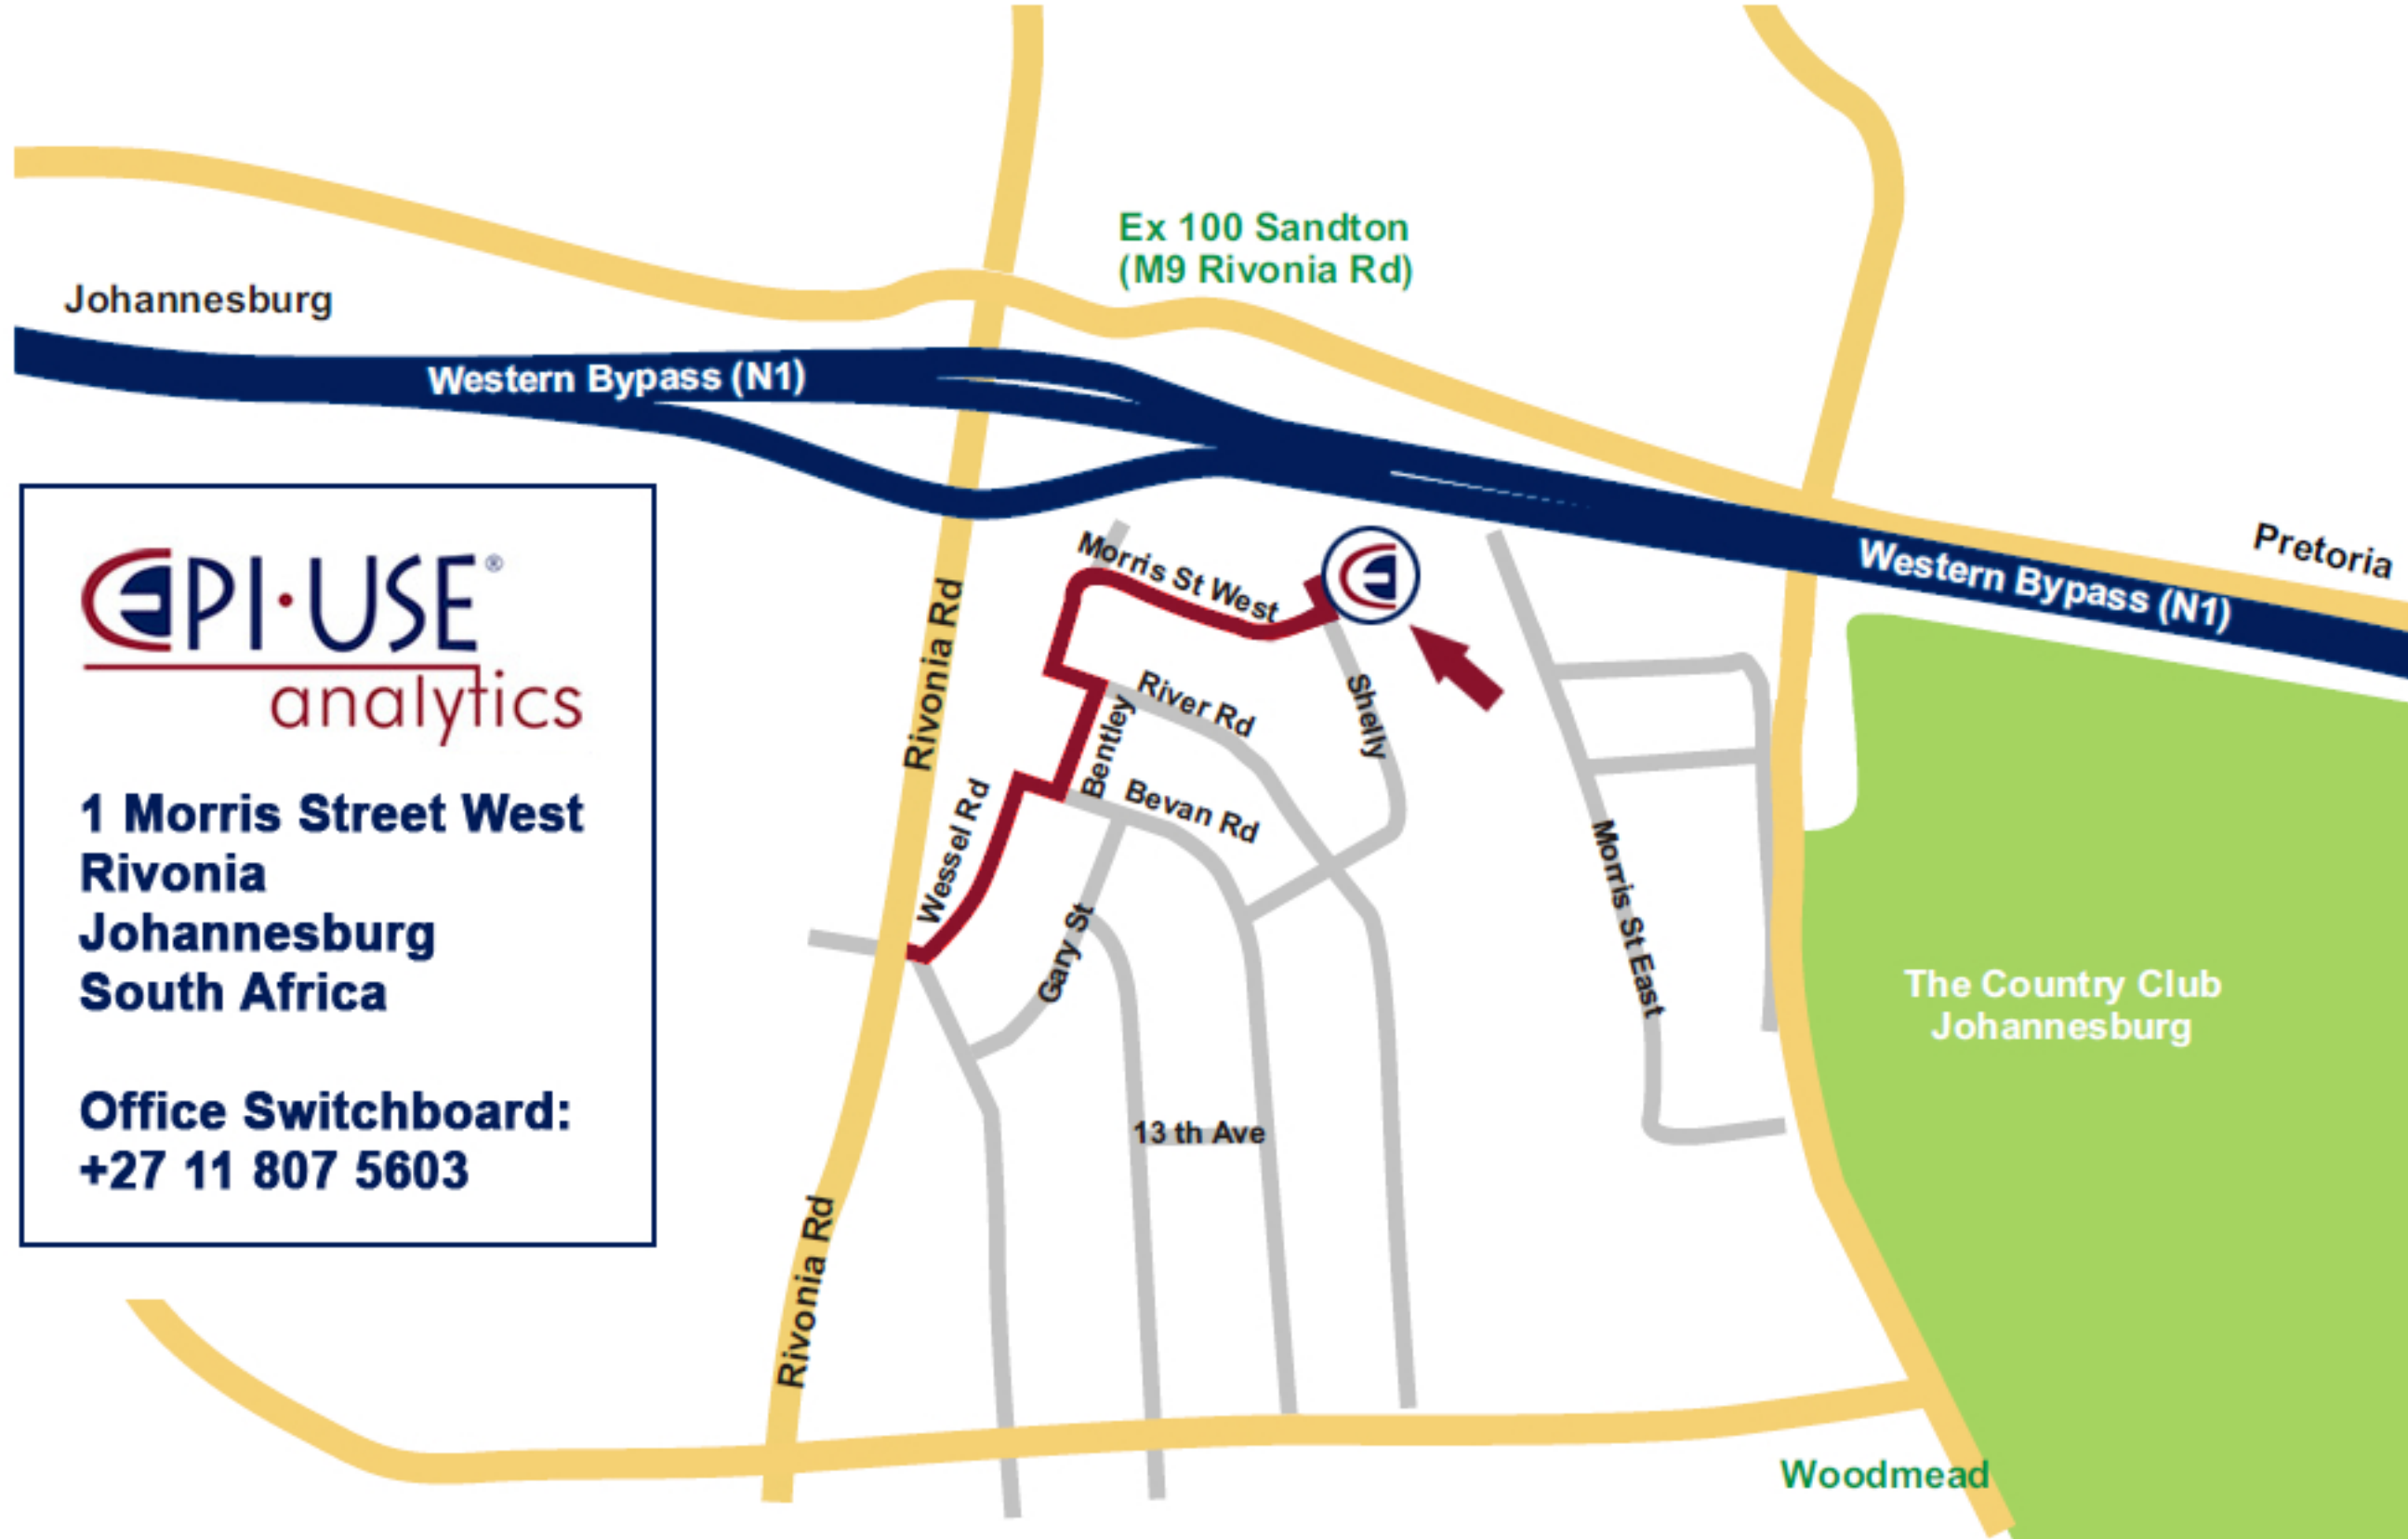 Ex 100 Sandton
(M9 Rivonia Rd)
Johannesburg
Western Bypass (N1)
Pretoria
Western Bypass (N1)
EPI·USE®
analytics
1 Morris Street West
Rivonia
Johannesburg
South Africa
Office Switchboard:
+27 11 807 5603
Morris St West
Rivonia Rd
River Rd
Shelly
Bentley
Bevan Rd
Wessel Rd
Gary St
Morris St East
The Country Club
Johannesburg
13 th Ave
Rivonia Rd
Woodmead